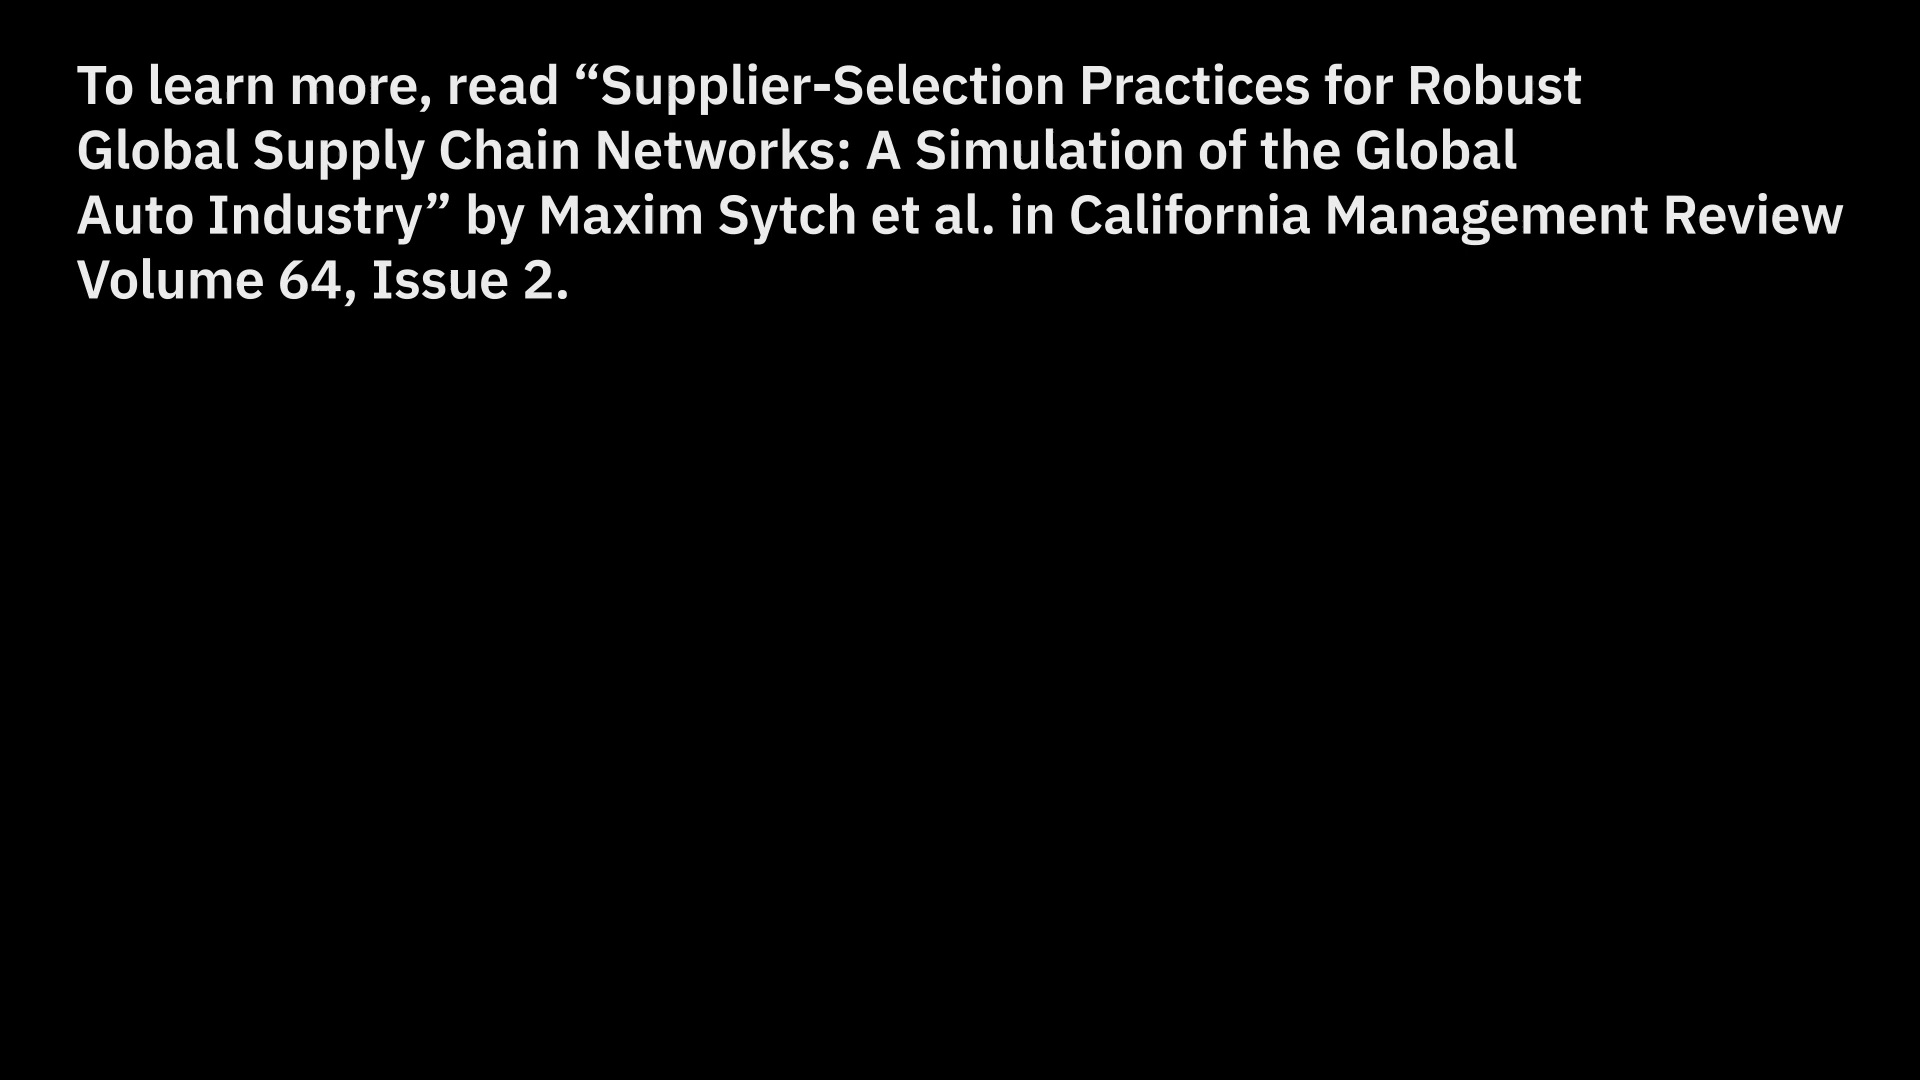 To learn more, read “Supplier-Selection Practices for Robust
Global Supply Chain Networks: A Simulation of the Global
Auto Industry” by Maxim Sytch et al. in California Management Review
Volume 64, Issue 2.